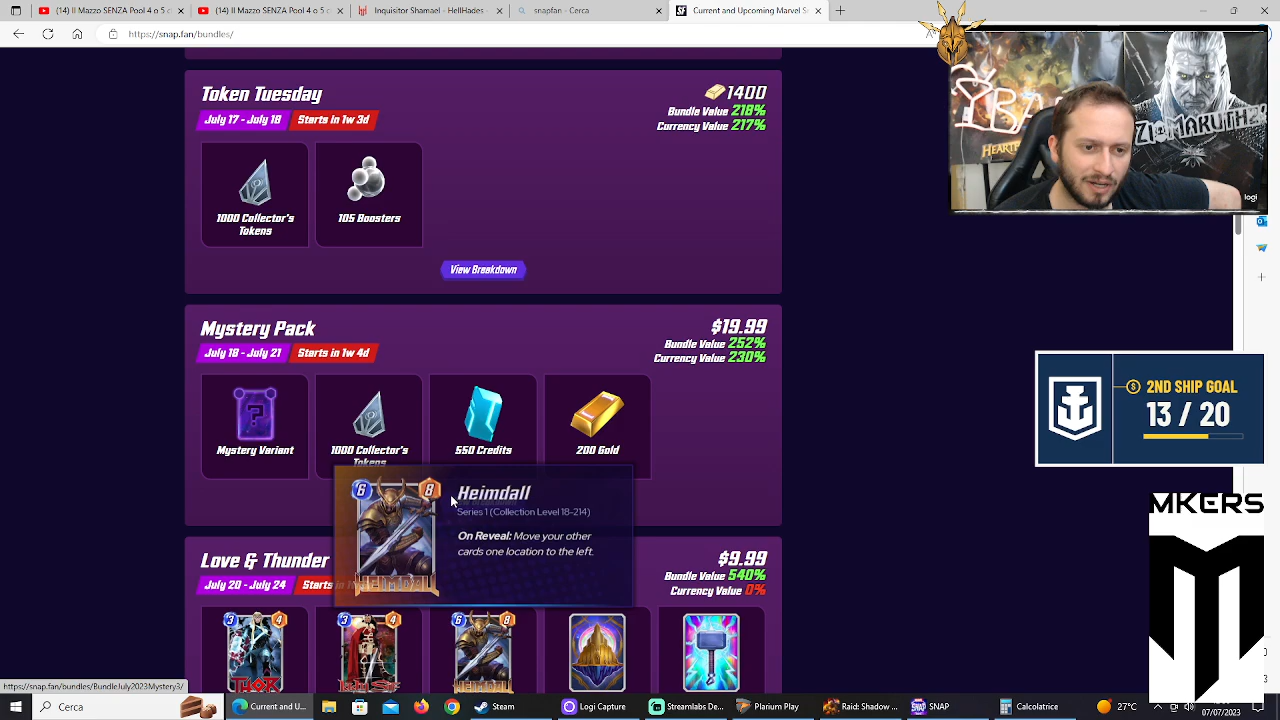 (14) Il Mazzo SENZA Pool 4 o 5 c
(14) Il Mazzo SENZA Pool 4 o 5 c
Inquisitor Shamael - HellHades
snapfan - Cerca
Current and Upcoming Marvel S
https://snap.fan/bundles/
Token Tuesday
1400
July 17 - July 18
Starts in 1w 3d
Bundle Value 218%
Currency Value 217%
1000 Collector's
Tokens
105 Boosters
View Breakdown
Mystery Pack
$19.99
July 18 - July 21
Starts in 1w 4d
Bundle Value 252%
Currency Value 230%
Mystery Variant
1000 Collector's
Tokens
550 Credits
200 Gold
6
8
Heimdall
Series 1 (Collection Level 18-214)
On Reveal: Move your other
cards one location to the left.
HEIMDALL
Love & Thunder
$9.99
July 20 - July 24
Starts in 1
Bundle Value 540%
Currency Value 0%
3
4
THOR
3
4
6
8
HEIMDALL
2ND SHIP GOAL
13 / 20
MKERS
logi
https://snap.fan/bundles/BundleJuly2023Mystery3/
Cerca
Current and U...
Steam
Logi Capture
Streamlabs De...
Plarium Play
Raid: Shadow ...
SNAP
Calcolatrice
27°C
07/07/2023